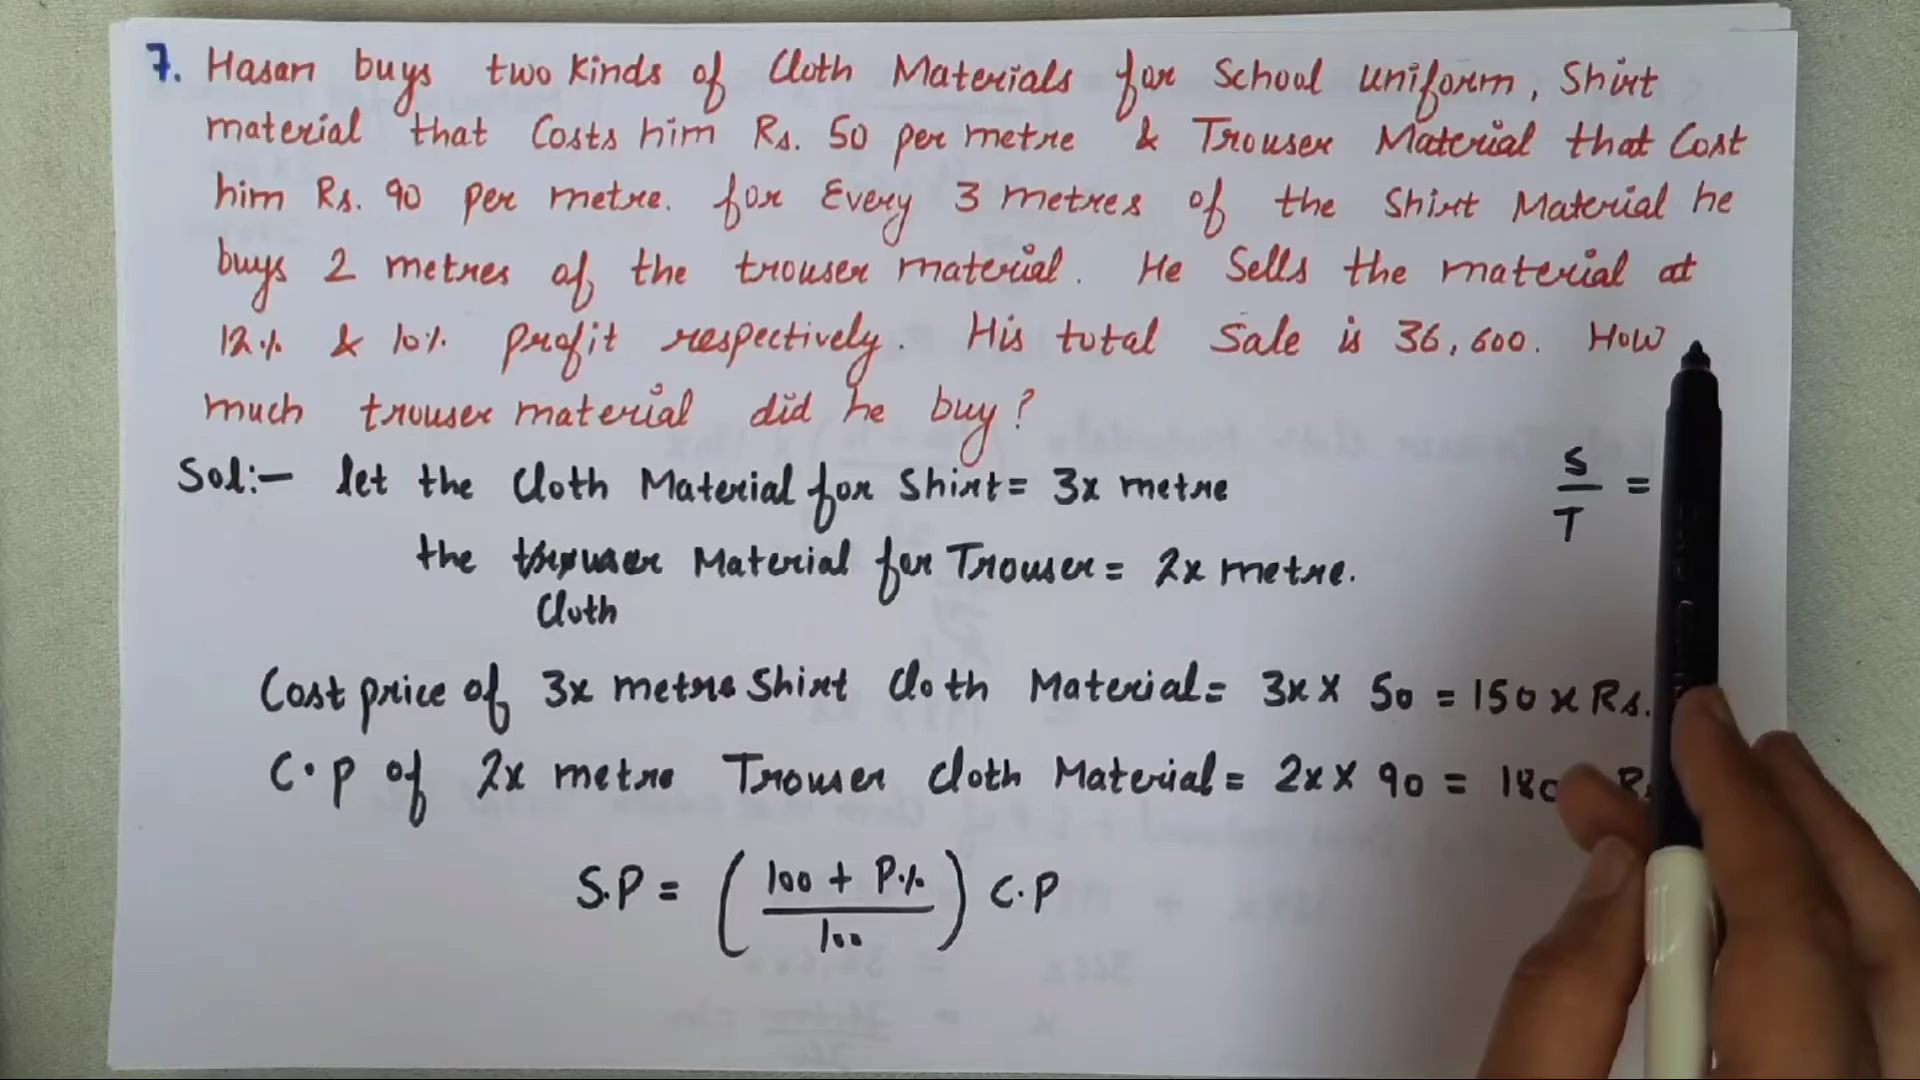 7. Hasan buys two kinds of Cloth Materials for School uniform, Shirt
material that Costs him Rs. 50 per metre & Trouser Material that Cost
him Rs. 90 per metre. for Every 3 metres of the Shirt Material he
buys 2 metres of the trouser material. He Sells the material at
12% & 10% profit respectively. His total Sale is 36,600. How
much trouser material did he buy?
Sol:- let the Cloth Material for Shirt = 3x metre
S/T =
the Material for Trouser = 2x metre.
Cloth
Cost price of 3x metre Shirt Cloth Material = 3x × 50 = 150x Rs.
C.P of 2x metre Trouser Cloth Material = 2x × 90 = 180
S.P = (100 + P% / 100) C.P